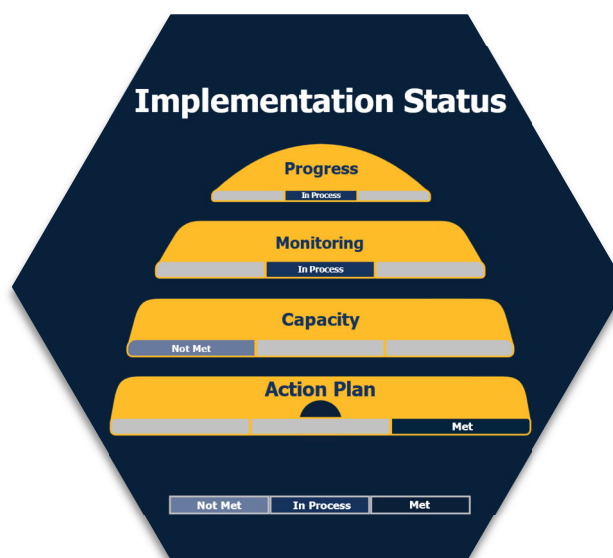 Implementation Status
Progress
In Process
Monitoring
In Process
Capacity
Not Met
Action Plan
Met
Not Met In Process Met